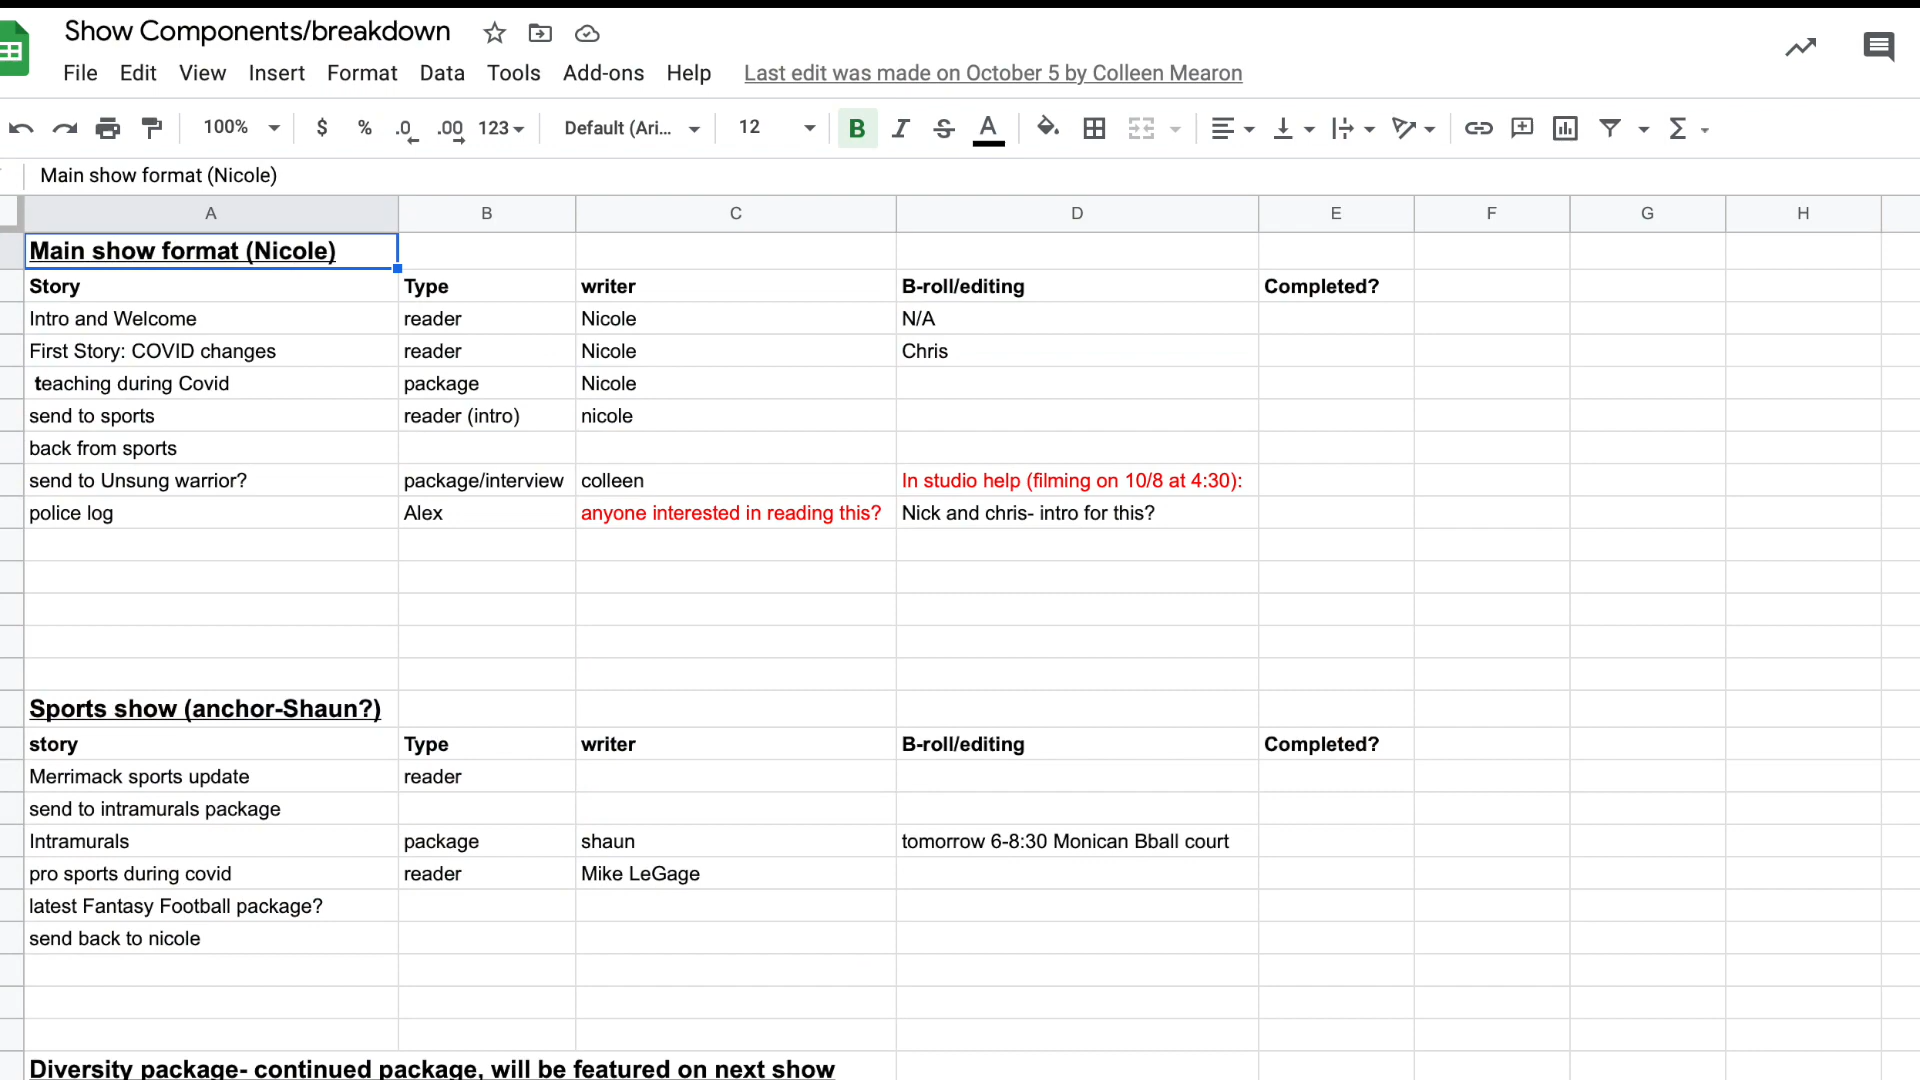 Show Components/breakdown
File Edit View Insert Format Data Tools Add-ons Help Last edit was made on October 5 by Colleen Mearon
100% $ % .0 .00 123 Default (Ari... 12 B I S A Σ
Main show format (Nicole)
A B C D E F G H
Main show format (Nicole)
Story Type writer B-roll/editing Completed?
Intro and Welcome reader Nicole N/A
First Story: COVID changes reader Nicole Chris
teaching during Covid package Nicole
send to sports reader (intro) nicole
back from sports
send to Unsung warrior? package/interview colleen In studio help (filming on 10/8 at 4:30):
police log Alex anyone interested in reading this? Nick and chris- intro for this?
Sports show (anchor-Shaun?)
story Type writer B-roll/editing Completed?
Merrimack sports update reader
send to intramurals package
Intramurals package shaun tomorrow 6-8:30 Monican Bball court
pro sports during covid reader Mike LeGage
latest Fantasy Football package?
send back to nicole
Diversity package- continued package, will be featured on next show